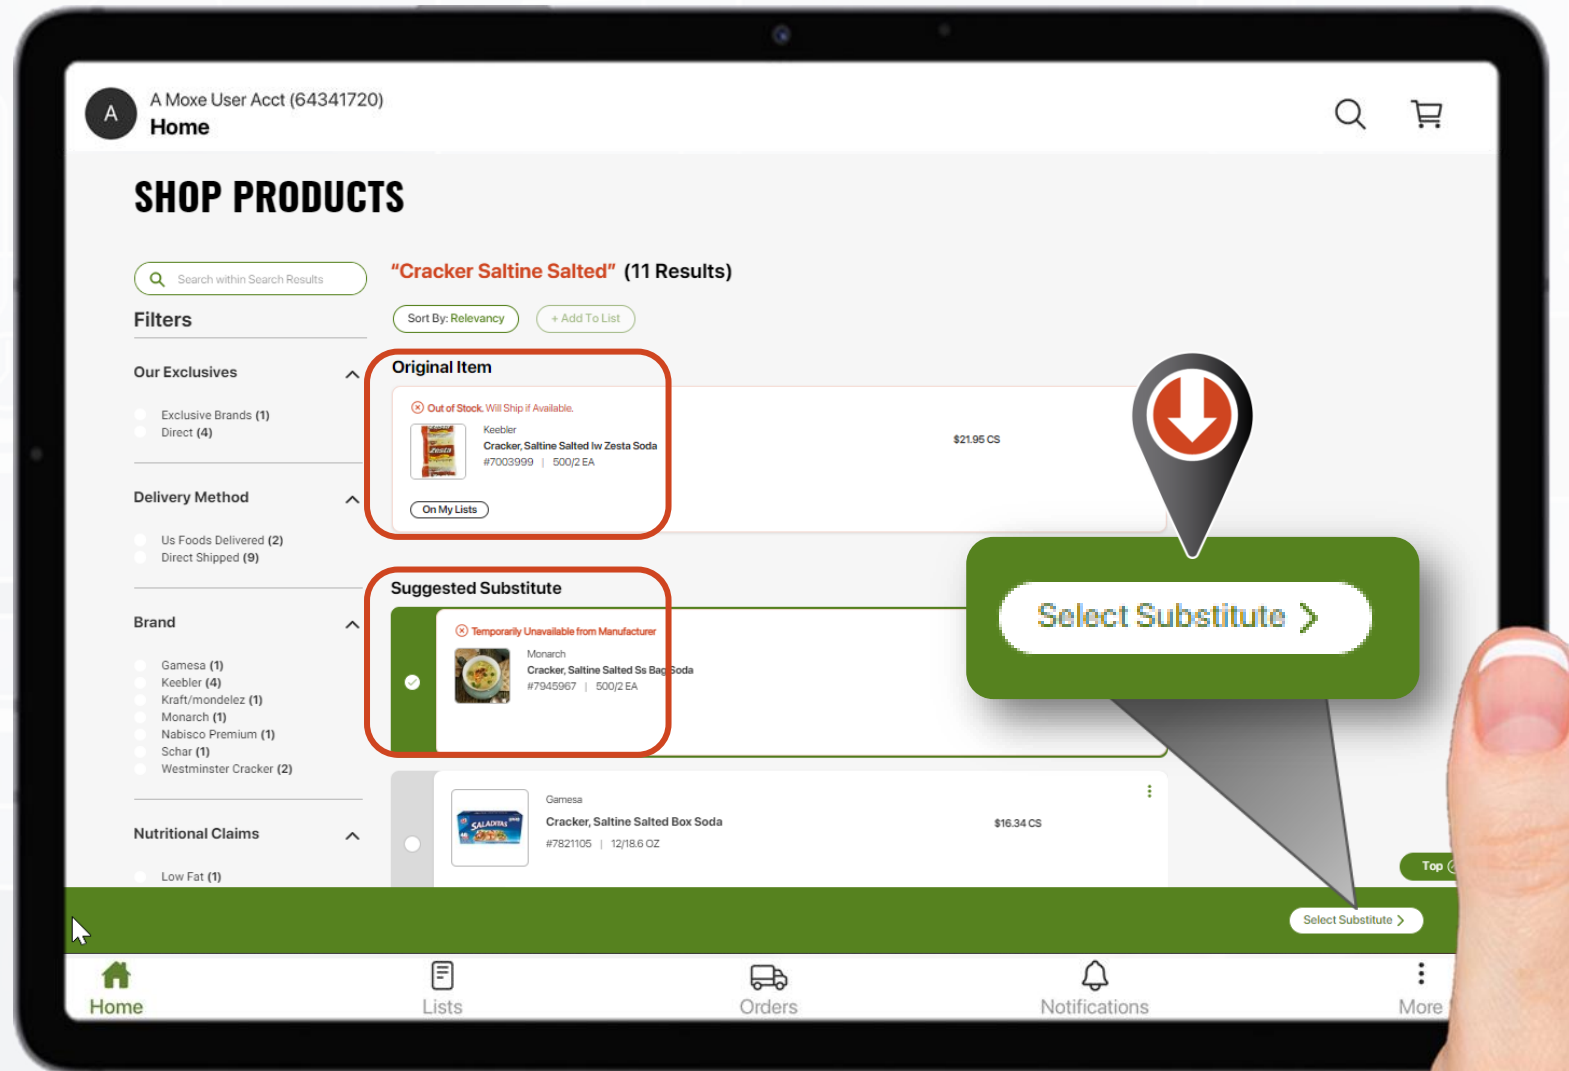 A
A Moxe User Acct (64341720)
Home
SHOP PRODUCTS
Search within Search Results
"Cracker Saltine Salted" (11 Results)
Sort By: Relevancy
+ Add To List
Filters
Our Exclusives
Exclusive Brands (1)
Direct (4)
Delivery Method
Us Foods Delivered (2)
Direct Shipped (9)
Brand
Gamesa (1)
Keebler (4)
Kraft/mondelez (1)
Monarch (1)
Nabisco Premium (1)
Schar (1)
Westminster Cracker (2)
Nutritional Claims
Low Fat (1)
Original Item
Out of Stock. Will Ship if Available.
Zesta
Keebler
Cracker, Saltine Salted Iw Zesta Soda
#7003999 | 500/2 EA
$21.95 CS
On My Lists
Suggested Substitute
Temporarily Unavailable from Manufacturer
Monarch
Cracker, Saltine Salted Ss Bag Soda
#7945967 | 500/2 EA
Select Substitute >
SALADITAS
Gamesa
Cracker, Saltine Salted Box Soda
#7821105 | 12/18.6 OZ
$16.34 CS
Top
Select Substitute >
Home
Lists
Orders
Notifications
More